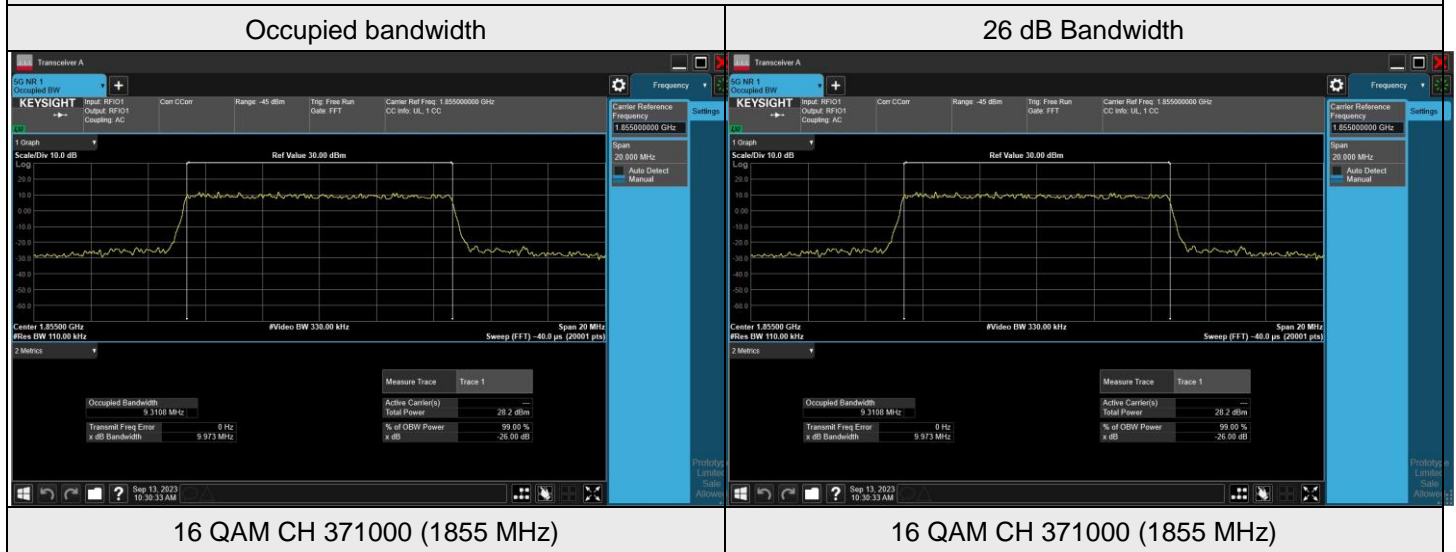 Occupied bandwidth
26 dB Bandwidth
Transceiver A
5G NR 1
Occupied BW
+
Frequency
KEYSIGHT
Input: RFIO1
Output: RFIO1
Coupling: AC
Corr CCorr
Range: -45 dBm
Trig: Free Run
Gate: FFT
Carrier Ref Freq: 1.855000000 GHz
CC Info: UL, 1 CC
Carrier Reference
Frequency
1.855000000 GHz
Settings
Span
20.000 MHz
Auto Detect
Manual
1 Graph
Scale/Div 10.0 dB
Ref Value 30.00 dBm
Log
20.0
10.0
0.00
-10.0
-20.0
-30.0
-40.0
-50.0
-60.0
Center 1.85500 GHz
#Video BW 330.00 kHz
Span 20 MHz
#Res BW 110.00 kHz
Sweep (FFT) ~40.0 µs (20001 pts)
2 Metrics
Measure Trace Trace 1
Occupied Bandwidth
9.3108 MHz
Active Carrier(s) ---
Total Power 28.2 dBm
Transmit Freq Error 0 Hz
x dB Bandwidth 9.973 MHz
% of OBW Power 99.00 %
x dB -26.00 dB
Prototype
Limited
Sale
Allowed
?
Sep 13, 2023
10:30:33 AM
Transceiver A
5G NR 1
Occupied BW
+
Frequency
KEYSIGHT
Input: RFIO1
Output: RFIO1
Coupling: AC
Corr CCorr
Range: -45 dBm
Trig: Free Run
Gate: FFT
Carrier Ref Freq: 1.855000000 GHz
CC Info: UL, 1 CC
Carrier Reference
Frequency
1.855000000 GHz
Settings
Span
20.000 MHz
Auto Detect
Manual
1 Graph
Scale/Div 10.0 dB
Ref Value 30.00 dBm
Log
20.0
10.0
0.00
-10.0
-20.0
-30.0
-40.0
-50.0
-60.0
Center 1.85500 GHz
#Video BW 330.00 kHz
Span 20 MHz
#Res BW 110.00 kHz
Sweep (FFT) ~40.0 µs (20001 pts)
2 Metrics
Measure Trace Trace 1
Occupied Bandwidth
9.3108 MHz
Active Carrier(s) ---
Total Power 28.2 dBm
Transmit Freq Error 0 Hz
x dB Bandwidth 9.973 MHz
% of OBW Power 99.00 %
x dB -26.00 dB
Prototype
Limited
Sale
Allowed
?
Sep 13, 2023
10:30:33 AM
16 QAM CH 371000 (1855 MHz)
16 QAM CH 371000 (1855 MHz)